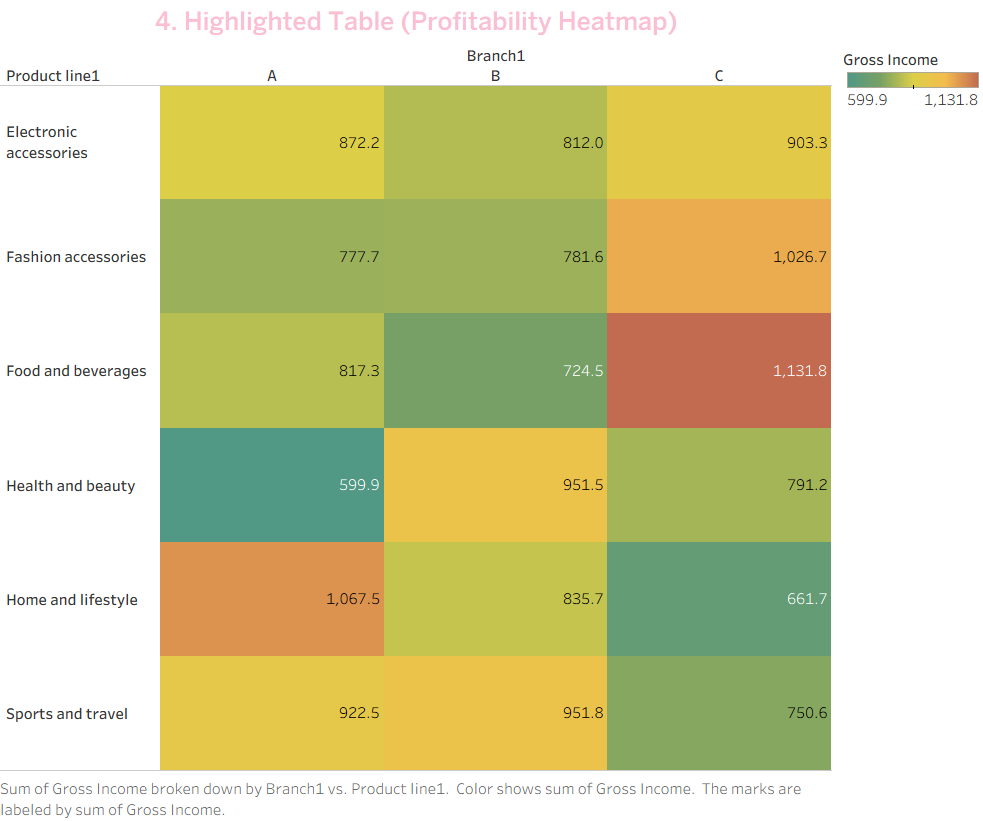 4. Highlighted Table (Profitability Heatmap)
Branch1
Product line1 A B C
Gross Income
599.9 1,131.8
Electronic
accessories
872.2 812.0 903.3
Fashion accessories 777.7 781.6 1,026.7
Food and beverages 817.3 724.5 1,131.8
Health and beauty 599.9 951.5 791.2
Home and lifestyle 1,067.5 835.7 661.7
Sports and travel 922.5 951.8 750.6
Sum of Gross Income broken down by Branch1 vs. Product line1.  Color shows sum of Gross Income.  The marks are
labeled by sum of Gross Income.